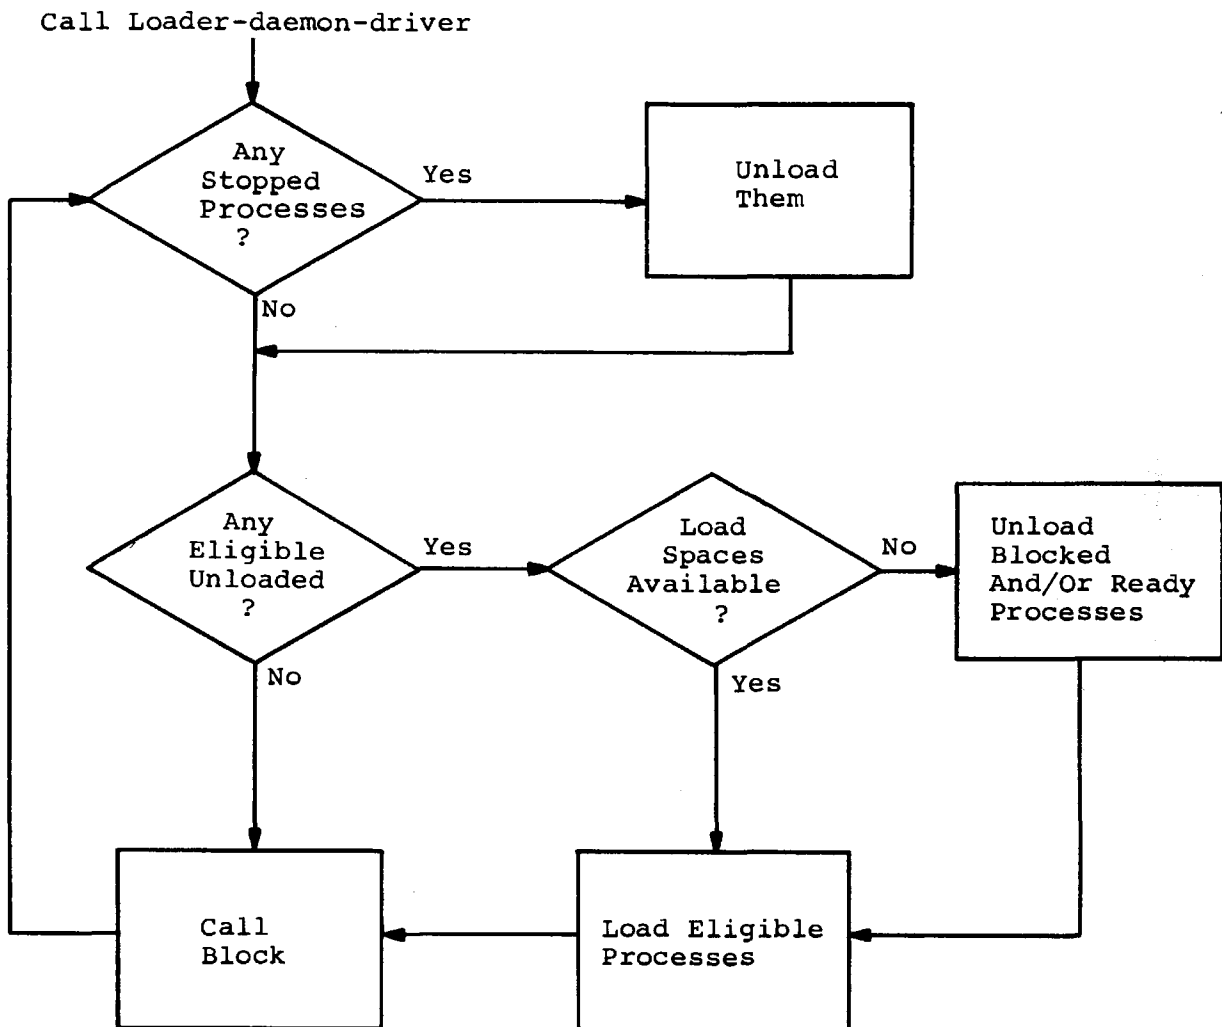 Call Loader-daemon-driver
Any
Stopped
Processes
?
Yes
Unload
Them
No
Any
Eligible
Unloaded
?
Yes
Load
Spaces
Available
?
No
Unload
Blocked
And/Or Ready
Processes
No
Yes
Call
Block
Load Eligible
Processes